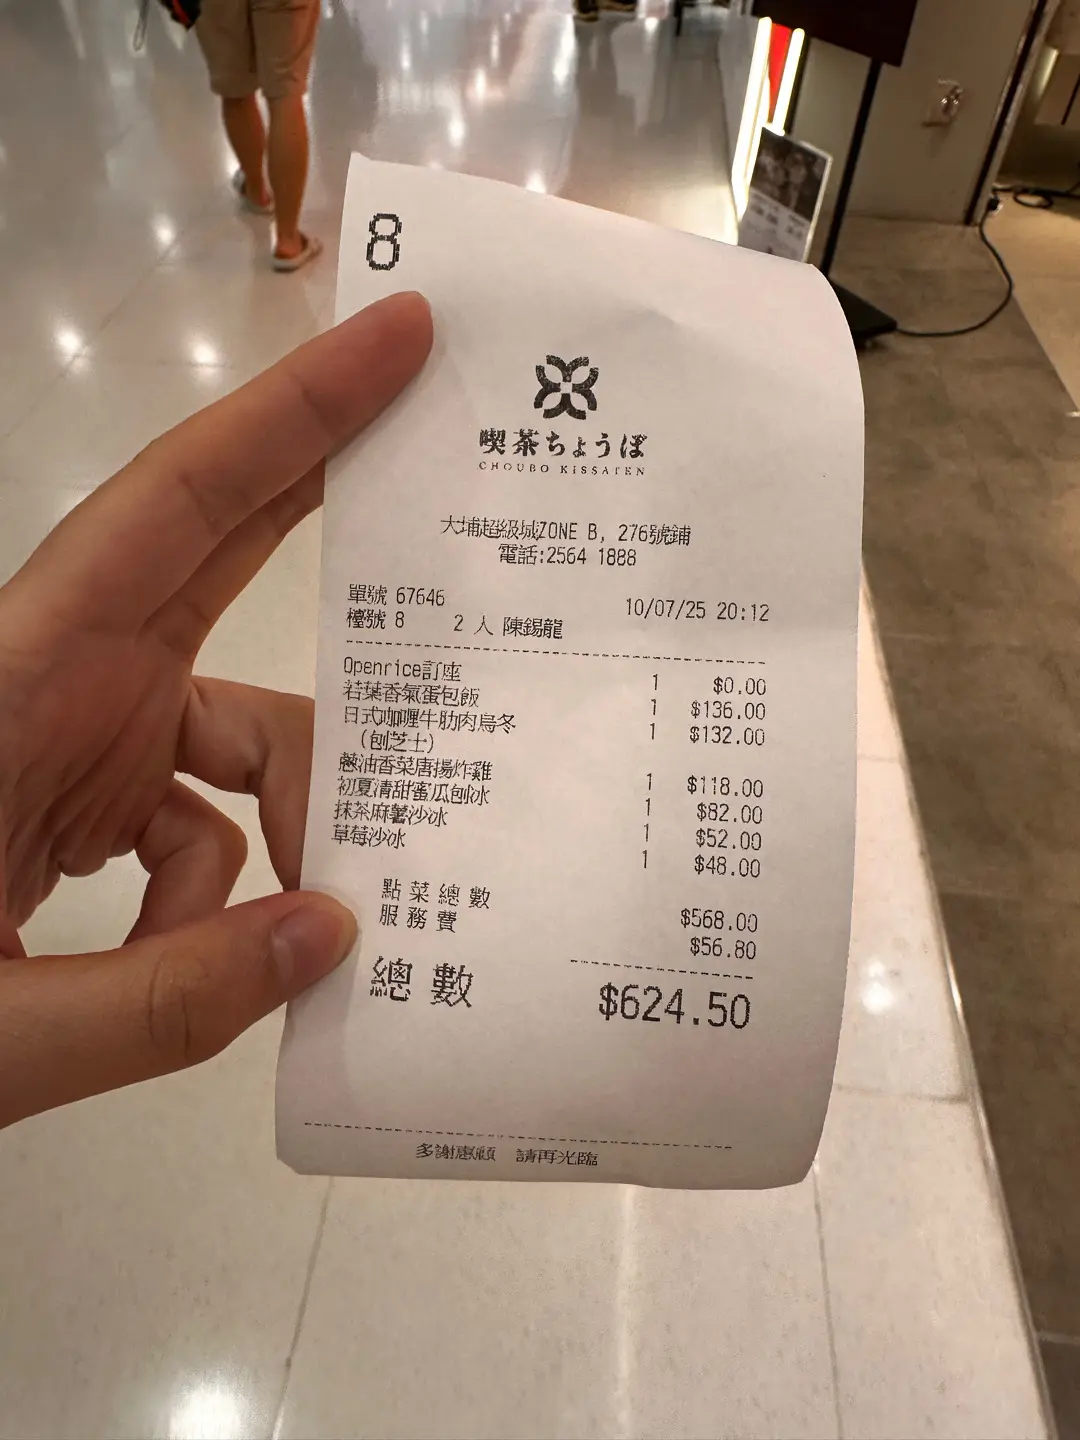 8
喫茶ちょうぼ
CHOUBO KISSATEN
大埔超級城ZONE B, 276號鋪
電話:2564 1888
單號 67646 10/07/25 20:12
檯號 8 2 人 陳錫龍
Openrice訂座 1 $0.00
若葉香氣蛋包飯 1 $136.00
日式咖喱牛肋肉烏冬 1 $132.00
(刨芝士)
蔥油香菜唐揚炸雞 1 $118.00
初夏清甜蜜瓜刨冰 1 $82.00
抹茶麻薯沙冰 1 $52.00
草莓沙冰 1 $48.00
點菜總數 $568.00
服務費 $56.80
總數 $624.50
多謝惠顧 請再光臨